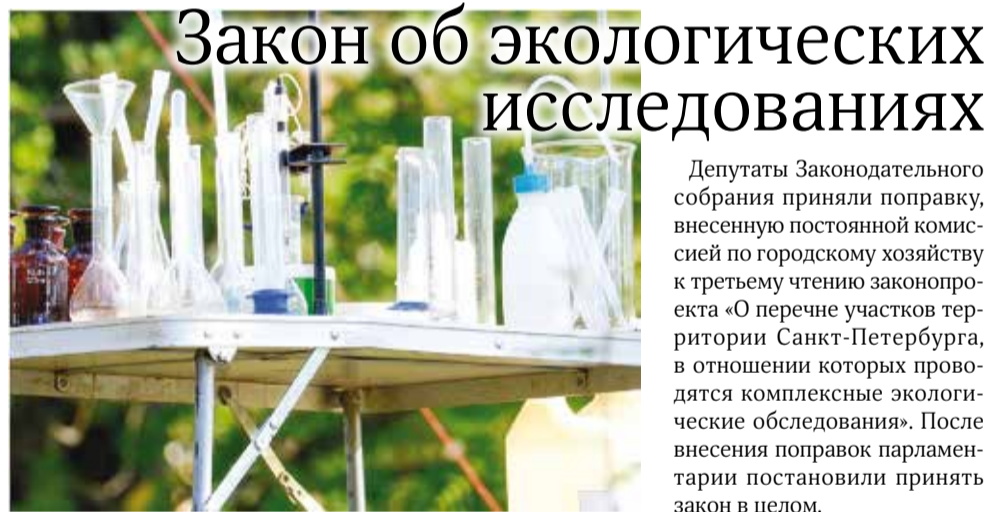 Закон об экологических
исследованиях
Депутаты Законодательного
собрания приняли поправку,
внесенную постоянной комис-
сией по городскому хозяйству
к третьему чтению законопро-
екта «О перечне участков тер-
ритории Санкт-Петербурга,
в отношении которых прово-
дятся комплексные экологи-
ческие обследования». После
внесения поправок парламен-
тарии постановили принять
закон в целом.